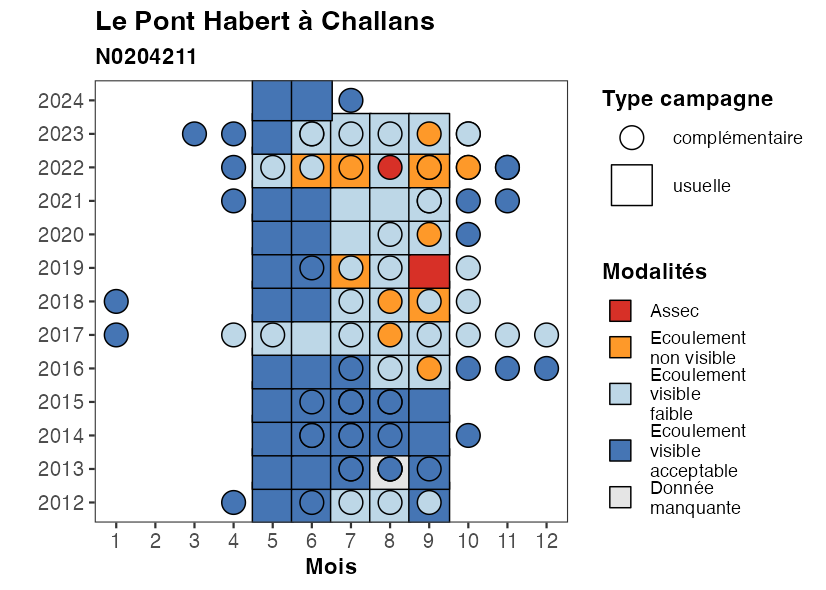 Le Pont Habert à Challans
N0204211
2024
2023
2022
2021
2020
2019
2018
2017
2016
2015
2014
2013
2012
1 2 3 4 5 6 7 8 9 10 11 12
Mois
Type campagne
complémentaire
usuelle
Modalités
Assec
Ecoulement
non visible
Ecoulement
visible
faible
Ecoulement
visible
acceptable
Donnée
manquante